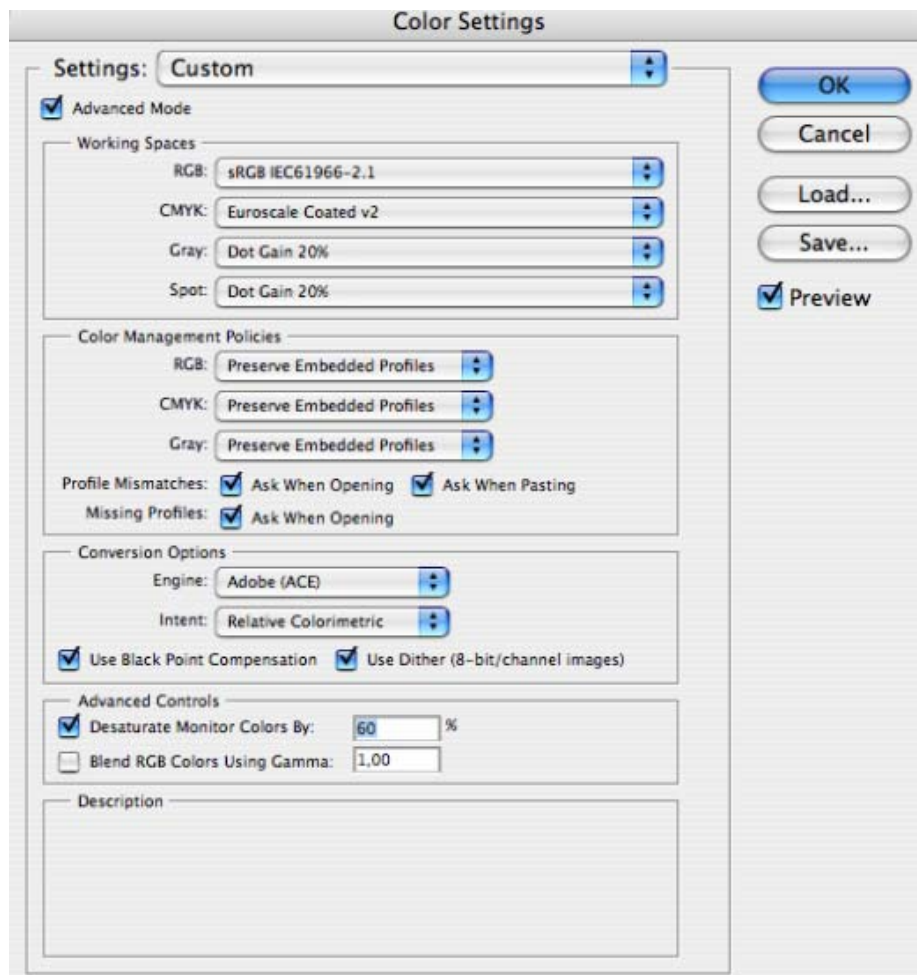 Color Settings
Settings: Custom
OK
Advanced Mode
Cancel
Working Spaces
RGB: sRGB IEC61966-2.1
Load...
CMYK: Euroscale Coated v2
Save...
Gray: Dot Gain 20%
Spot: Dot Gain 20%
Preview
Color Management Policies
RGB: Preserve Embedded Profiles
CMYK: Preserve Embedded Profiles
Gray: Preserve Embedded Profiles
Profile Mismatches: Ask When Opening Ask When Pasting
Missing Profiles: Ask When Opening
Conversion Options
Engine: Adobe (ACE)
Intent: Relative Colorimetric
Use Black Point Compensation Use Dither (8-bit/channel images)
Advanced Controls
Desaturate Monitor Colors By: 60 %
Blend RGB Colors Using Gamma: 1,00
Description